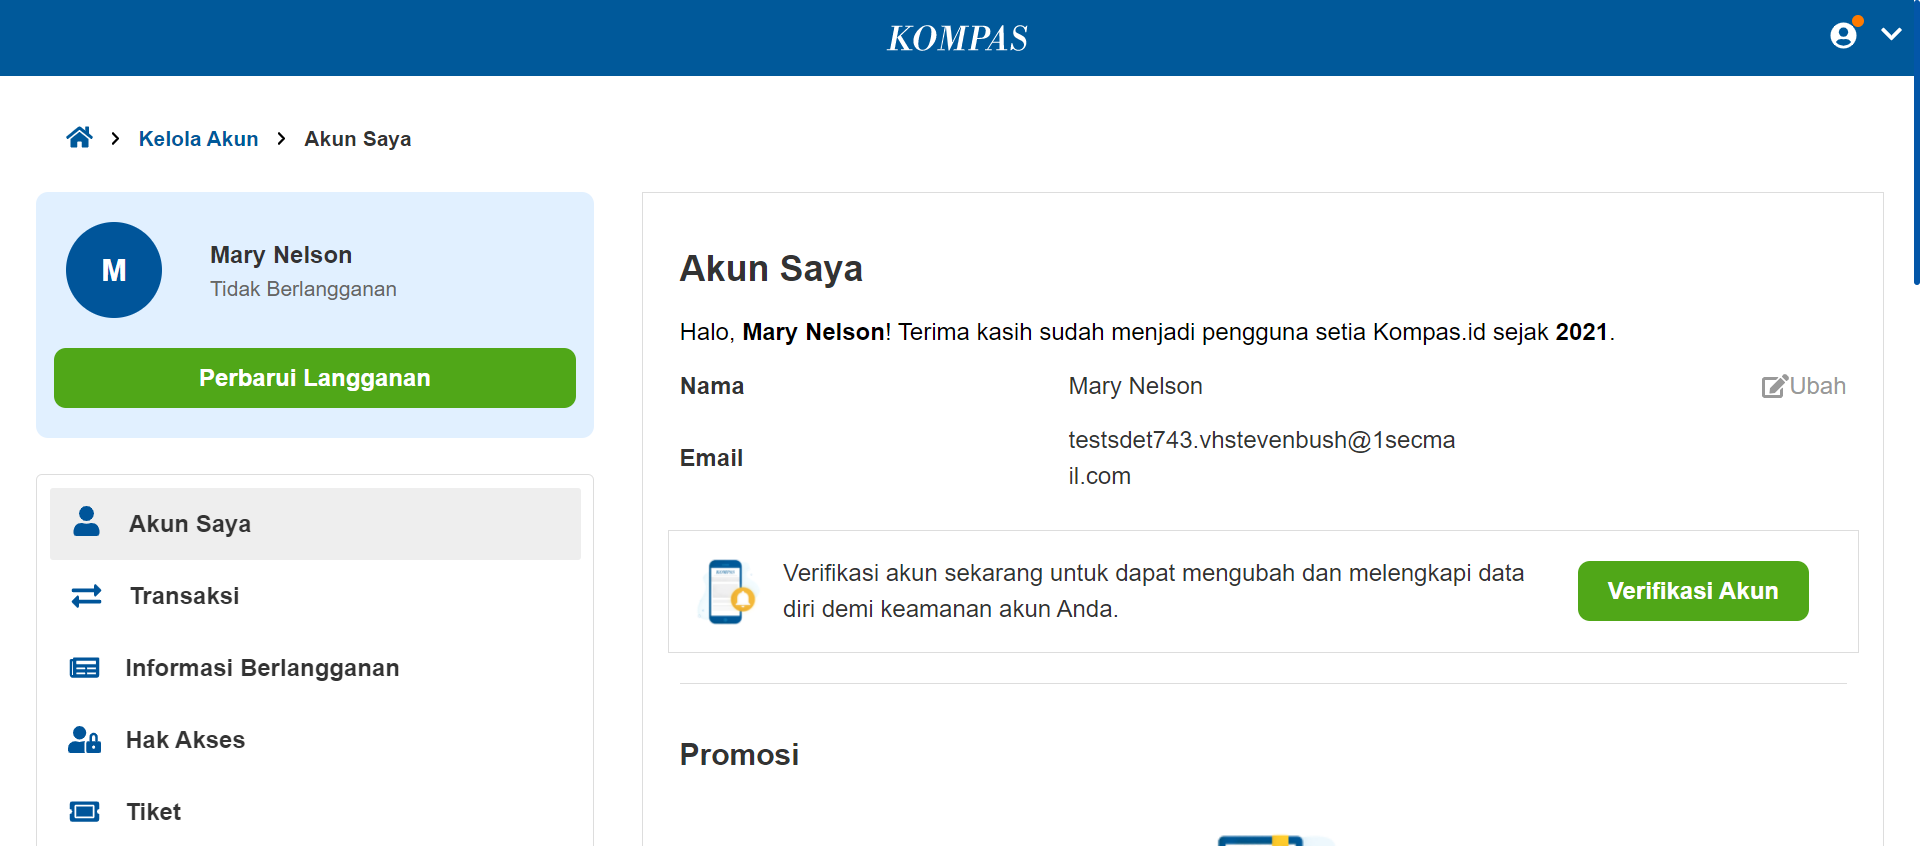 KOMPAS
Kelola Akun
Akun Saya
M
Mary Nelson
Tidak Berlangganan
Perbarui Langganan
Akun Saya
Transaksi
Informasi Berlangganan
Hak Akses
Tiket
Akun Saya
Halo, Mary Nelson! Terima kasih sudah menjadi pengguna setia Kompas.id sejak 2021.
Nama
Mary Nelson
Ubah
Email
testsdet743.vhstevenbush@1secma
il.com
Verifikasi akun sekarang untuk dapat mengubah dan melengkapi data
diri demi keamanan akun Anda.
Verifikasi Akun
Promosi